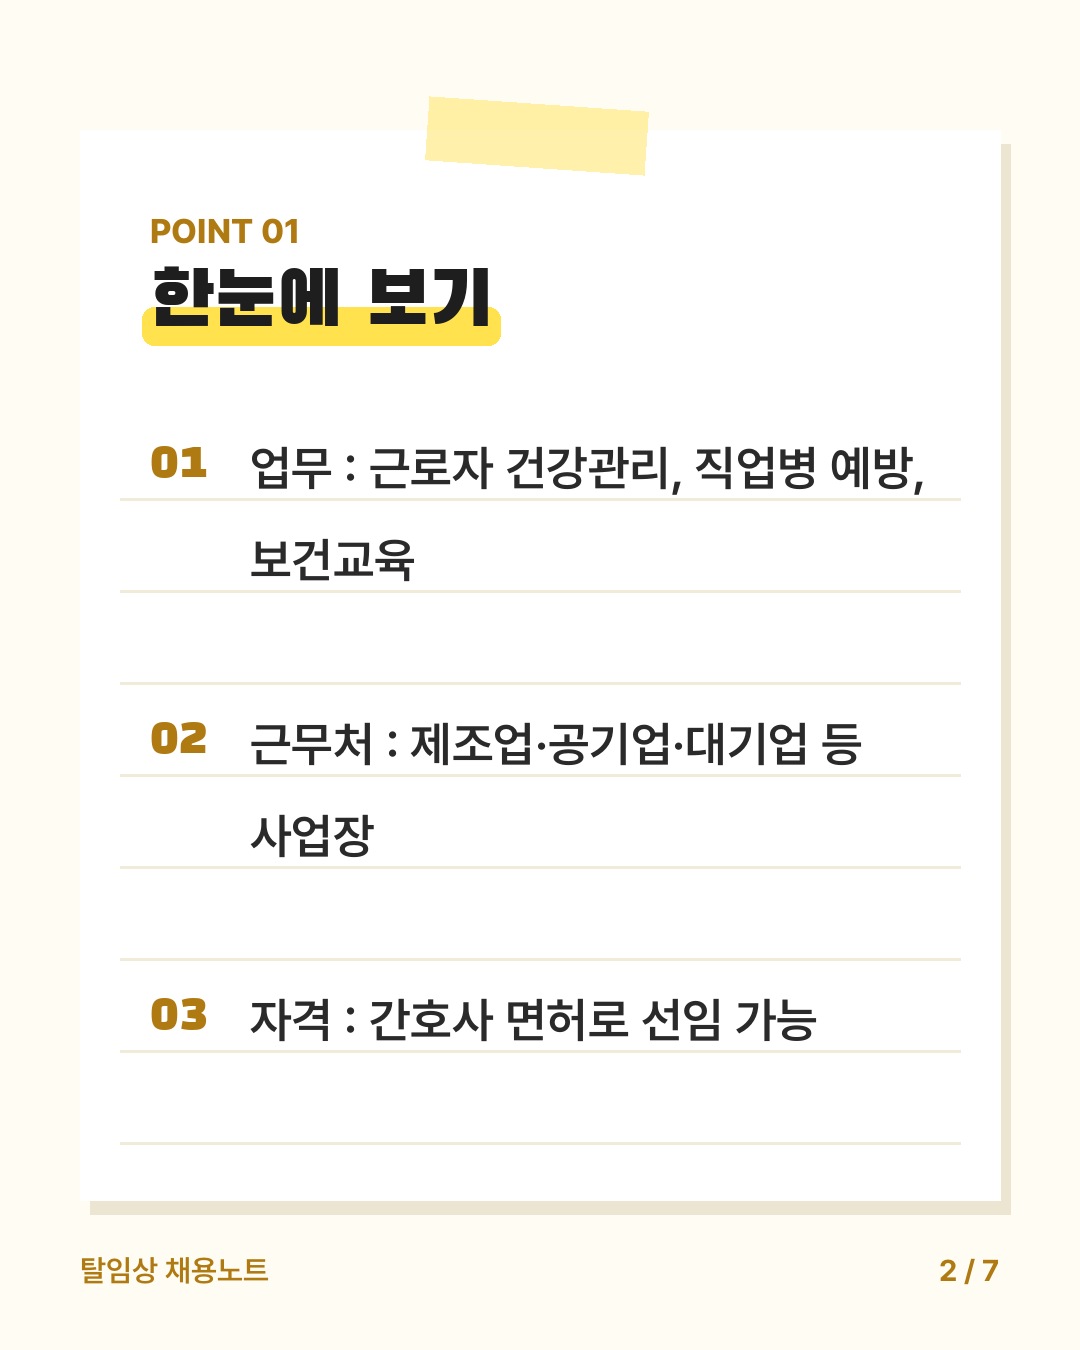 POINT 01
한눈에 보기
01 업무 : 근로자 건강관리, 직업병 예방,
보건교육
02 근무처 : 제조업·공기업·대기업 등
사업장
03 자격 : 간호사 면허로 선임 가능
탈임상 채용노트
2 / 7